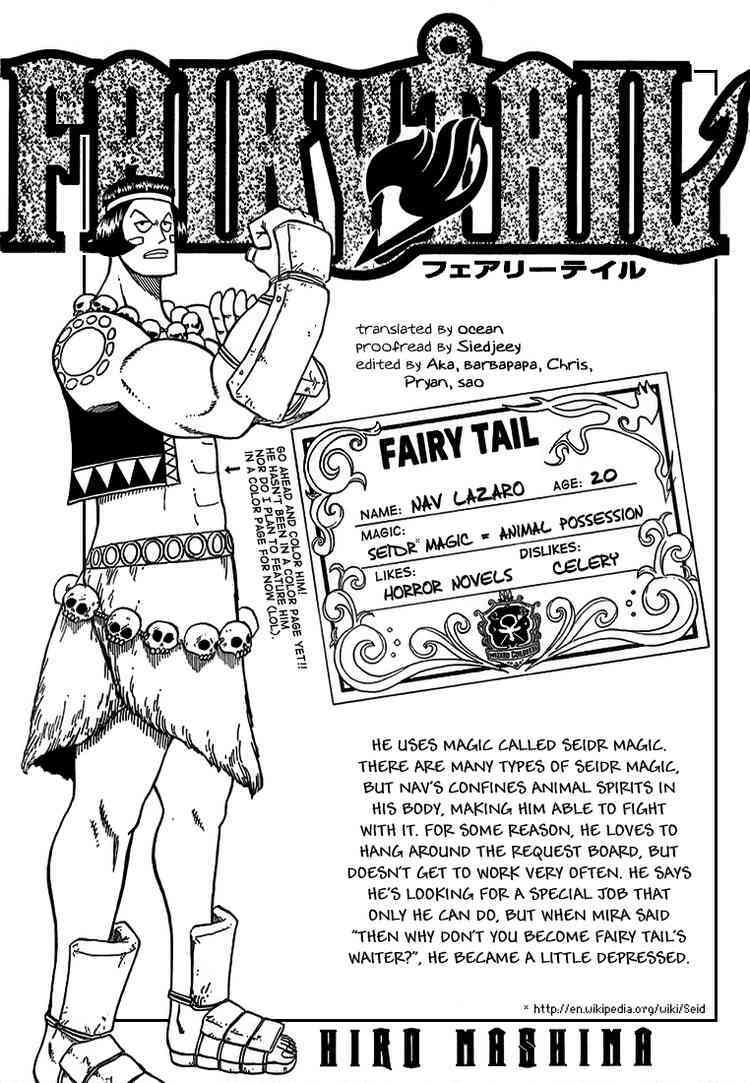 FAIRY TAIL
フェアリーテイル
translated by ocean
proofread by Siedjeey
edited by Aka, Barbapapa, Chris,
Pryan, sao
FAIRY TAIL
NAME: NAV LAZARO AGE: 20
MAGIC:
SEIDR* MAGIC = ANIMAL POSSESSION
LIKES: DISLIKES:
HORROR NOVELS CELERY
WIZARD GUILD
GO AHEAD AND COLOR HIM!
HE HASN'T BEEN IN A COLOR PAGE YET!!
NOR DO I PLAN TO FEATURE HIM
IN A COLOR PAGE FOR NOW (LOL).
HE USES MAGIC CALLED SEIDR MAGIC.
THERE ARE MANY TYPES OF SEIDR MAGIC,
BUT NAV'S CONFINES ANIMAL SPIRITS IN
HIS BODY, MAKING HIM ABLE TO FIGHT
WITH IT. FOR SOME REASON, HE LOVES TO
HANG AROUND THE REQUEST BOARD, BUT
DOESN'T GET TO WORK VERY OFTEN. HE SAYS
HE'S LOOKING FOR A SPECIAL JOB THAT
ONLY HE CAN DO, BUT WHEN MIRA SAID
"THEN WHY DON'T YOU BECOME FAIRY TAIL'S
WAITER?", HE BECAME A LITTLE DEPRESSED.
* http://en.wikipedia.org/wiki/Seid
HIRO MASHIMA